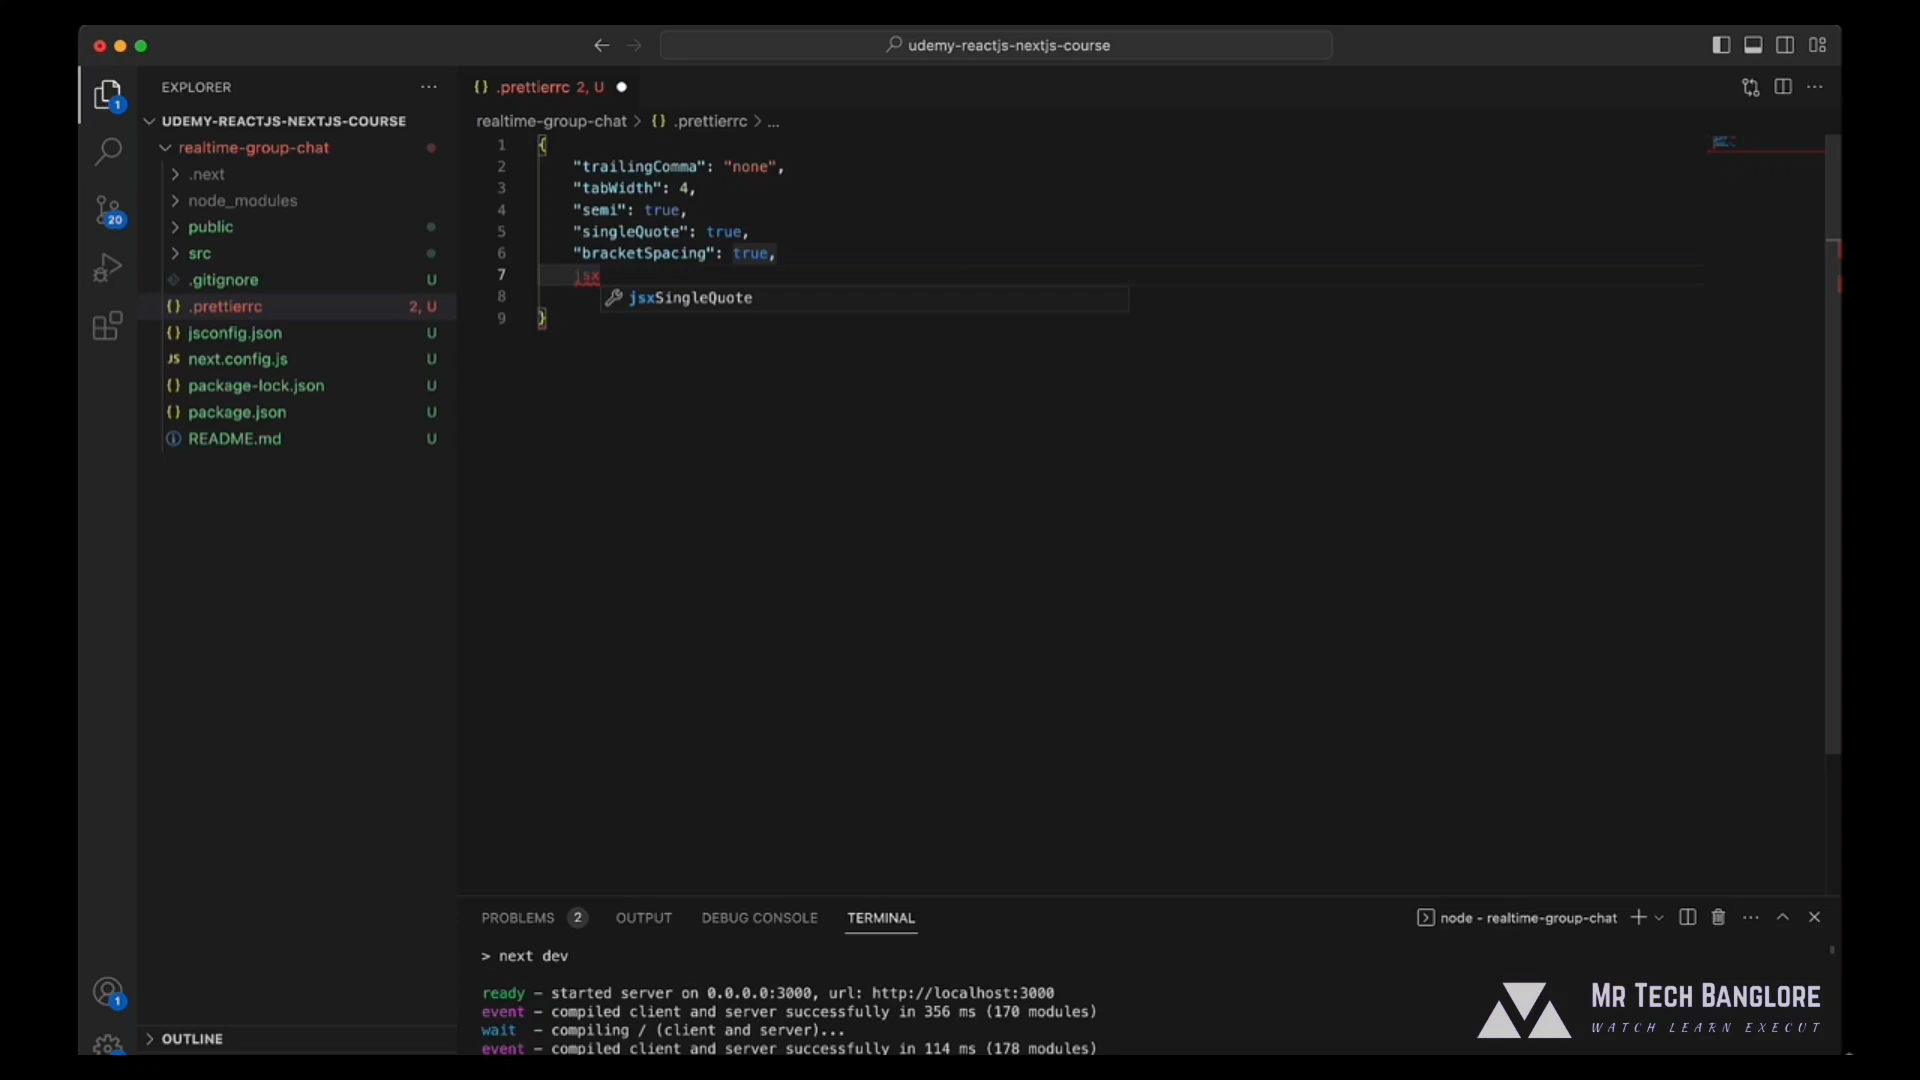 udemy-reactjs-nextjs-course
EXPLORER
UDEMY-REACTJS-NEXTJS-COURSE
realtime-group-chat
.next
node_modules
public
src
.gitignore U
.prettierrc 2, U
jsconfig.json U
JS next.config.js U
package-lock.json U
package.json U
README.md U
OUTLINE
1
20
1
{} .prettierrc 2, U
realtime-group-chat > {} .prettierrc > ...
1 {
2 "trailingComma": "none",
3 "tabWidth": 4,
4 "semi": true,
5 "singleQuote": true,
6 "bracketSpacing": true,
7 jsx
jsxSingleQuote
8
9 }
PROBLEMS 2 OUTPUT DEBUG CONSOLE TERMINAL
node - realtime-group-chat
> next dev
ready - started server on 0.0.0.0:3000, url: http://localhost:3000
event - compiled client and server successfully in 356 ms (170 modules)
wait - compiling / (client and server)...
event - compiled client and server successfully in 114 ms (178 modules)
MR TECH BANGLORE
WATCH LEARN EXECUT